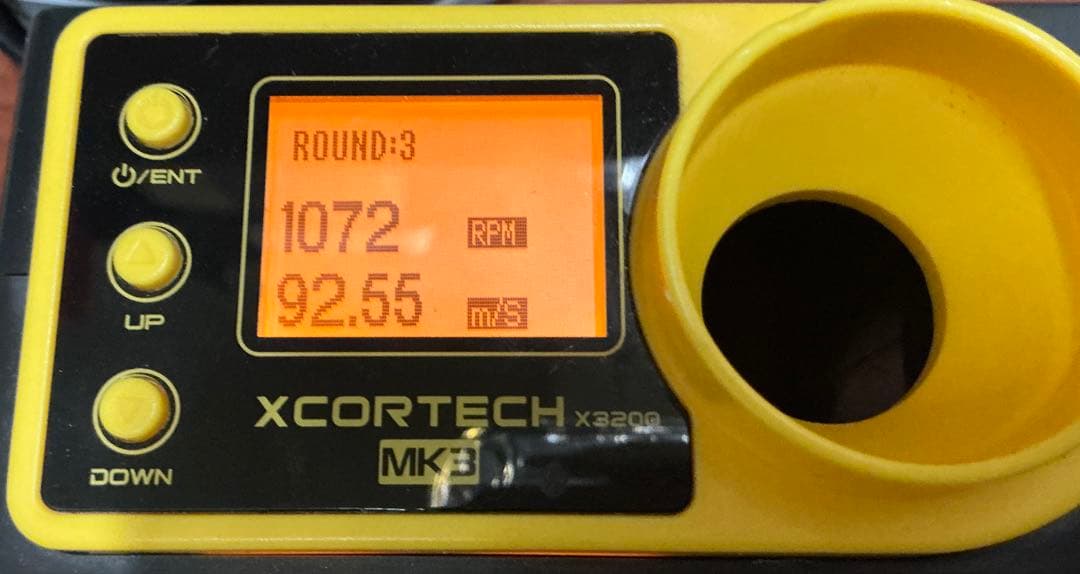 ROUND:3
1072 RPM
92.55 m/S
⏻/ENT
UP
DOWN
XCORTECH X3200
MK3